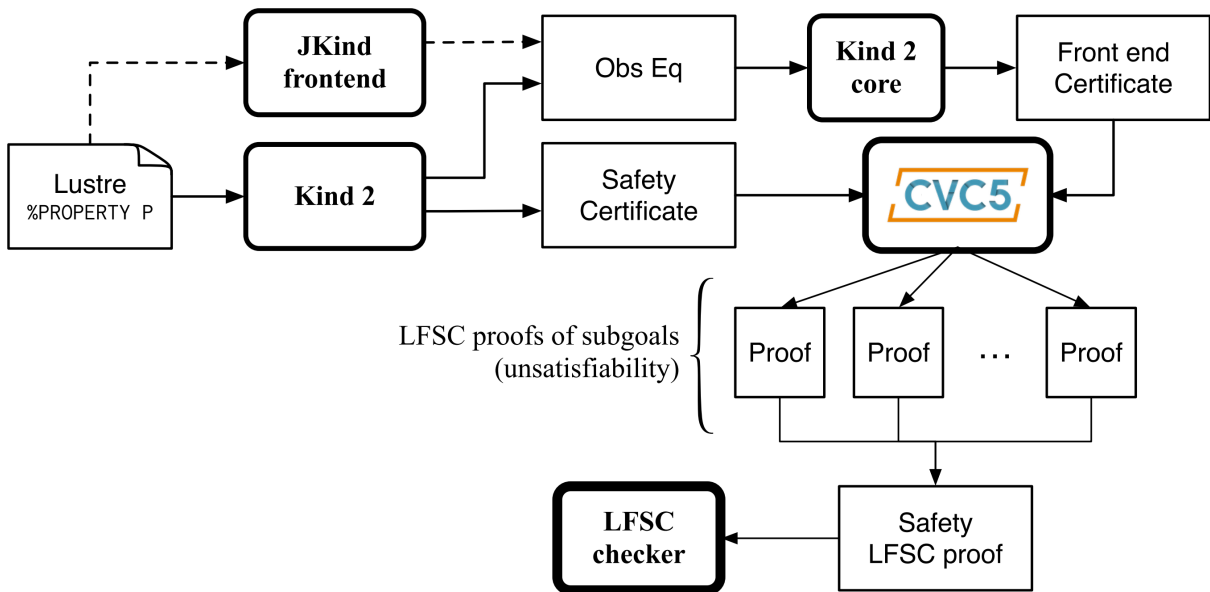 JKind
frontend
Obs Eq
Kind 2
core
Front end
Certificate
Lustre
%PROPERTY P
Kind 2
Safety
Certificate
CVC5
LFSC proofs of subgoals
(unsatisfiability)
Proof
Proof
...
Proof
LFSC
checker
Safety
LFSC proof